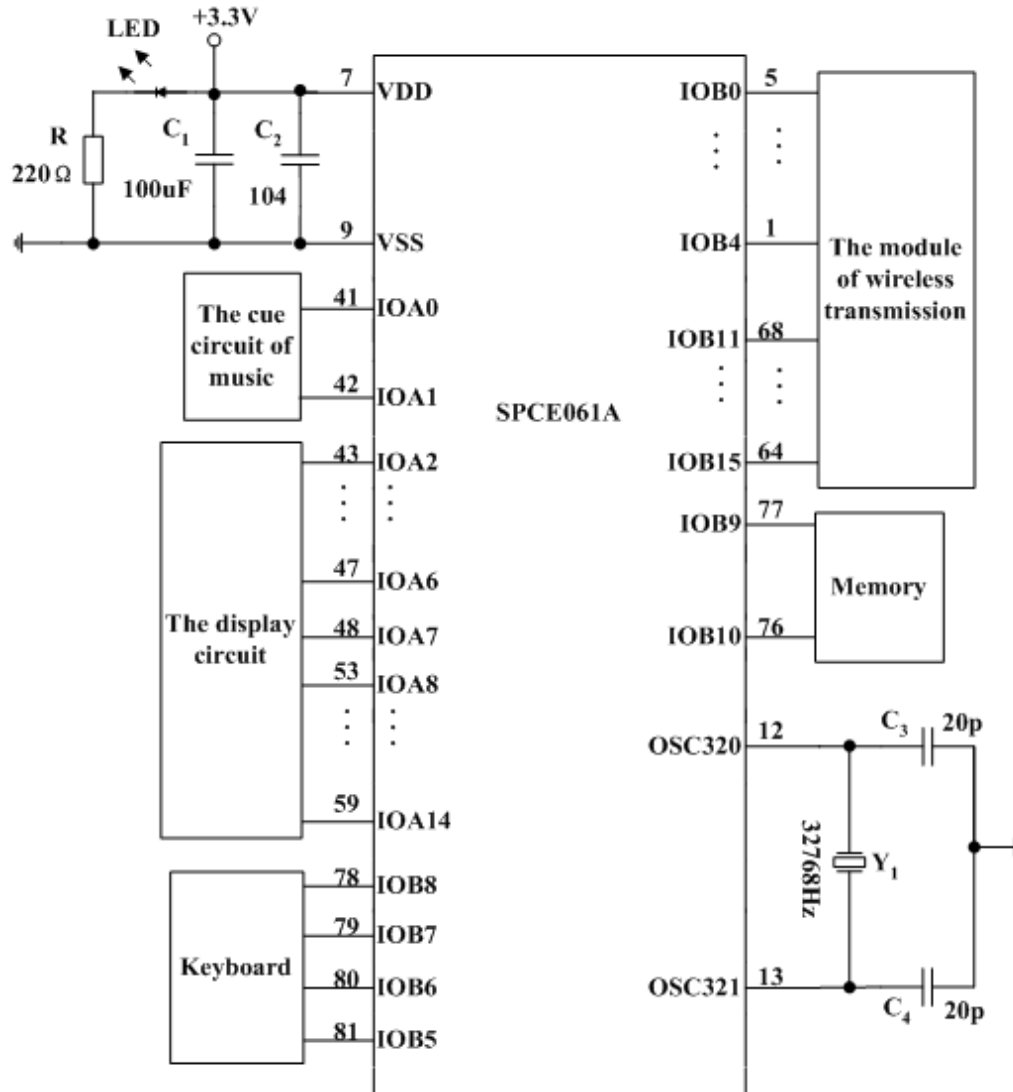 +3.3V
LED
R
220Ω
C1
100uF
C2
104
7
VDD
9
VSS
The cue
circuit of
music
41
IOA0
42
IOA1
The display
circuit
43
IOA2
47
IOA6
48
IOA7
53
IOA8
59
IOA14
Keyboard
78
IOB8
79
IOB7
80
IOB6
81
IOB5
SPCE061A
IOB0
5
IOB4
1
IOB11
68
IOB15
64
The module
of wireless
transmission
IOB9
77
IOB10
76
Memory
OSC320
12
C3
20p
32768Hz
Y1
OSC321
13
C4
20p